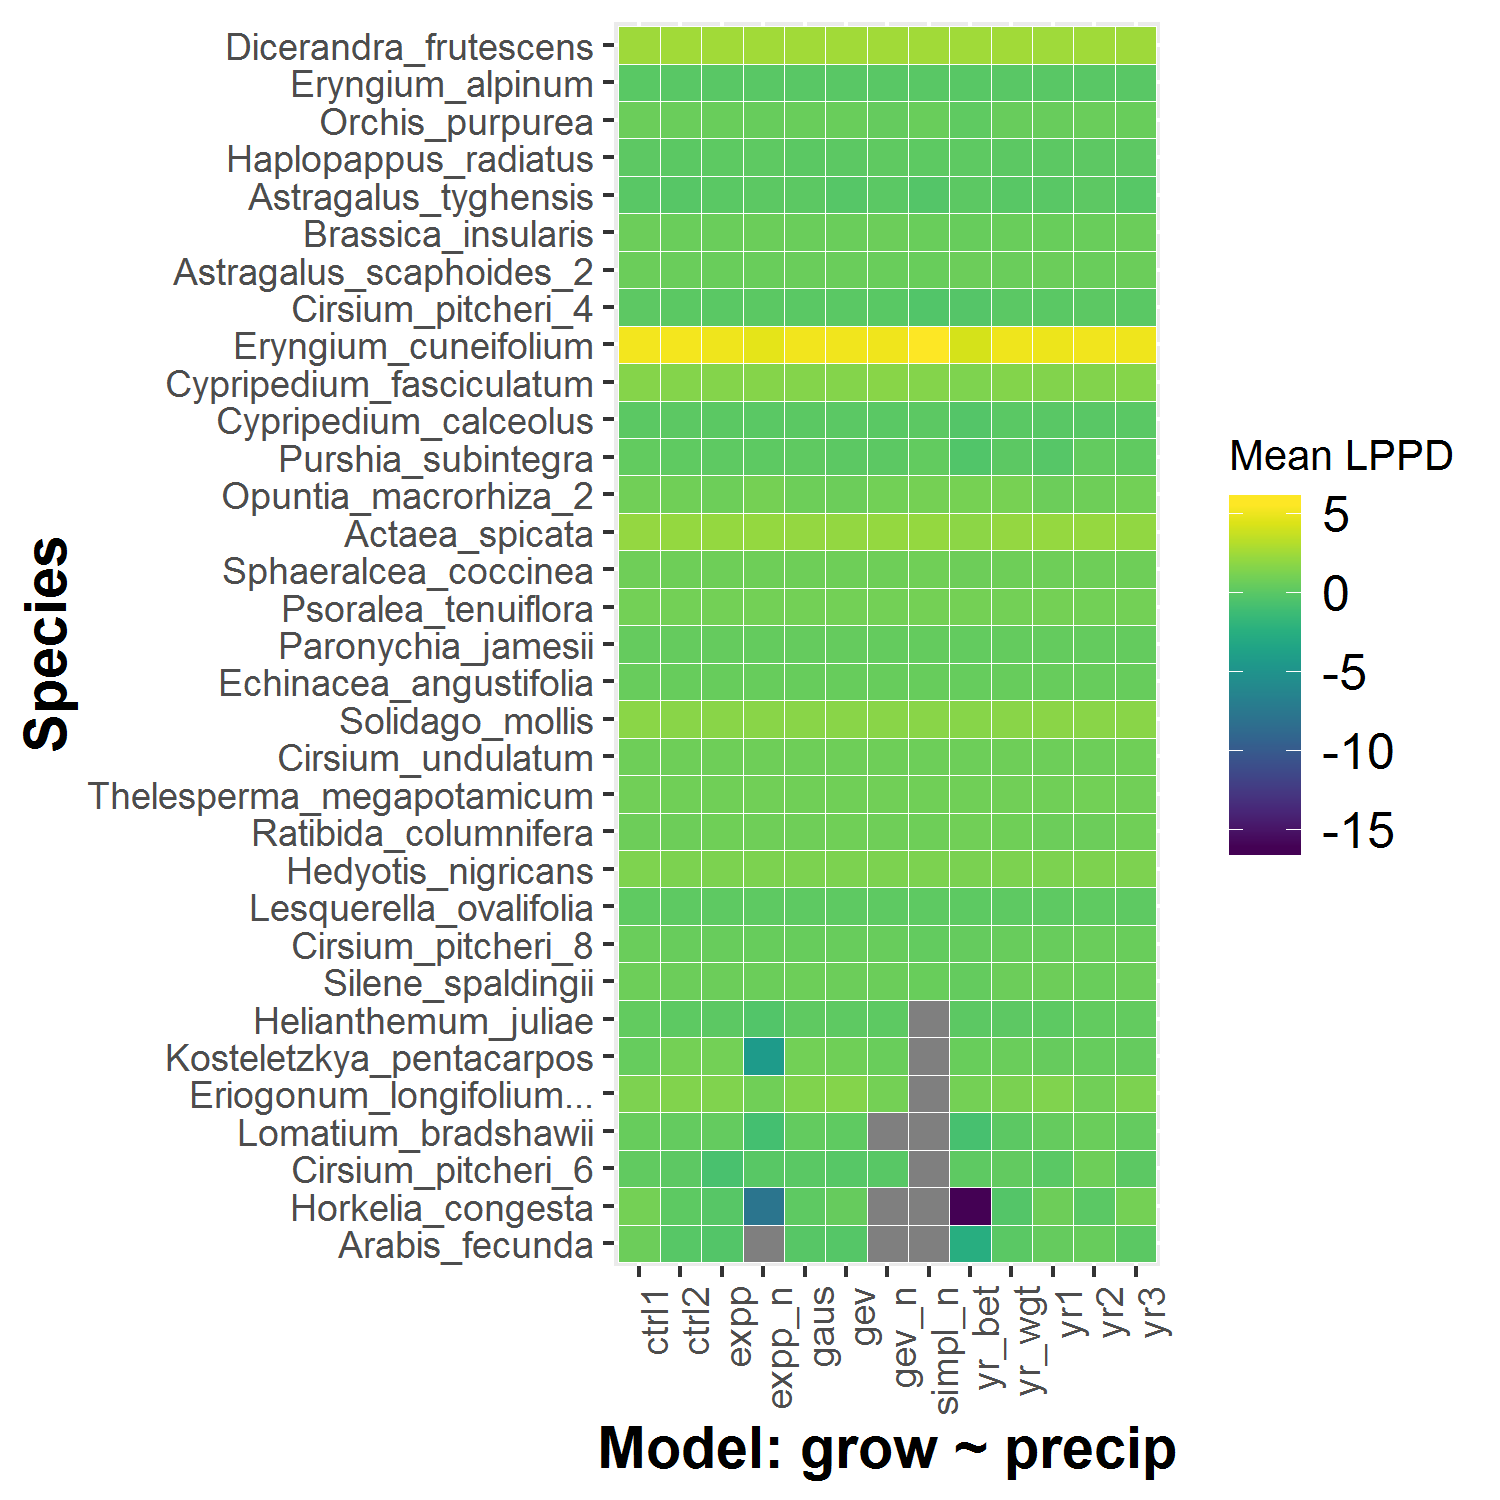 Dicerandra_frutescens
Eryngium_alpinum
Orchis_purpurea
Haplopappus_radiatus
Astragalus_tyghensis
Brassica_insularis
Astragalus_scaphoides_2
Cirsium_pitcheri_4
Eryngium_cuneifolium
Cypripedium_fasciculatum
Cypripedium_calceolus
Purshia_subintegra
Opuntia_macrorhiza_2
Actaea_spicata
Sphaeralcea_coccinea
Psoralea_tenuiflora
Paronychia_jamesii
Echinacea_angustifolia
Solidago_mollis
Cirsium_undulatum
Thelesperma_megapotamicum
Ratibida_columnifera
Hedyotis_nigricans
Lesquerella_ovalifolia
Cirsium_pitcheri_8
Silene_spaldingii
Helianthemum_juliae
Kosteletzkya_pentacarpos
Eriogonum_longifolium...
Lomatium_bradshawii
Cirsium_pitcheri_6
Horkelia_congesta
Arabis_fecunda
Species
ctrl1
ctrl2
expp
expp_n
gaus
gev
gev_n
simpl_n
yr_bet
yr_wgt
yr1
yr2
yr3
Model: grow ~ precip
Mean LPPD
5
0
-5
-10
-15